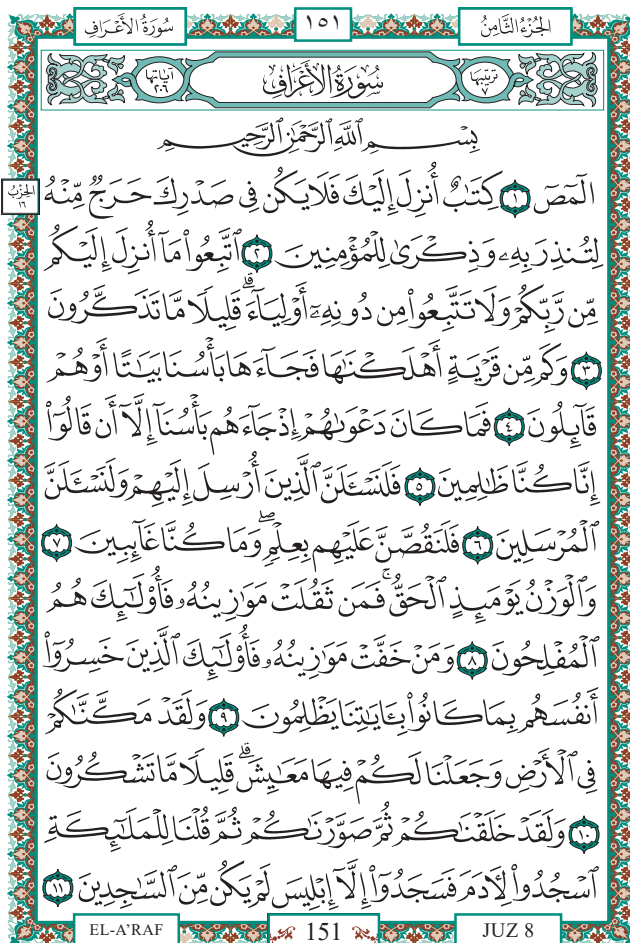 سُورَةُ الأَعْرَافِ ١٥١ الجُزْءُ الثَّامِنُ
آيَاتُهَا ٢٠٦ سُورَةُ الأَعْرَافِ تَرْتِيبُهَا ٧
بِسْمِ ٱللَّهِ ٱلرَّحْمَٰنِ ٱلرَّحِيمِ
الٓمٓصٓ ١ كِتَٰبٌ أُنزِلَ إِلَيْكَ فَلَا يَكُن فِى صَدْرِكَ حَرَجٌ مِّنْهُ
الحِزْبُ ١٦
لِتُنذِرَ بِهِۦ وَذِكْرَىٰ لِلْمُؤْمِنِينَ ٢ ٱتَّبِعُوا۟ مَآ أُنزِلَ إِلَيْكُم
مِّن رَّبِّكُمْ وَلَا تَتَّبِعُوا۟ مِن دُونِهِۦٓ أَوْلِيَآءَ ۗ قَلِيلًا مَّا تَذَكَّرُونَ
٣ وَكَم مِّن قَرْيَةٍ أَهْلَكْنَٰهَا فَجَآءَهَا بَأْسُنَا بَيَٰتًا أَوْ هُمْ
قَآئِلُونَ ٤ فَمَا كَانَ دَعْوَىٰهُمْ إِذْ جَآءَهُم بَأْسُنَآ إِلَّآ أَن قَالُوٓا۟
إِنَّا كُنَّا ظَٰلِمِينَ ٥ فَلَنَسْـَٔلَنَّ ٱلَّذِينَ أُرْسِلَ إِلَيْهِمْ وَلَنَسْـَٔلَنَّ
ٱلْمُرْسَلِينَ ٦ فَلَنَقُصَّنَّ عَلَيْهِم بِعِلْمٍ ۖ وَمَا كُنَّا غَآئِبِينَ ٧
وَٱلْوَزْنُ يَوْمَئِذٍ ٱلْحَقُّ ۚ فَمَن ثَقُلَتْ مَوَٰزِينُهُۥ فَأُو۟لَٰٓئِكَ هُمُ
ٱلْمُفْلِحُونَ ٨ وَمَنْ خَفَّتْ مَوَٰزِينُهُۥ فَأُو۟لَٰٓئِكَ ٱلَّذِينَ خَسِرُوٓا۟
أَنفُسَهُم بِمَا كَانُوا۟ بِـَٔايَٰتِنَا يَظْلِمُونَ ٩ وَلَقَدْ مَكَّنَّٰكُمْ
فِى ٱلْأَرْضِ وَجَعَلْنَا لَكُمْ فِيهَا مَعَٰيِشَ ۗ قَلِيلًا مَّا تَشْكُرُونَ
١٠ وَلَقَدْ خَلَقْنَٰكُمْ ثُمَّ صَوَّرْنَٰكُمْ ثُمَّ قُلْنَا لِلْمَلَٰٓئِكَةِ
ٱسْجُدُوا۟ لِـَٔادَمَ فَسَجَدُوٓا۟ إِلَّآ إِبْلِيسَ لَمْ يَكُن مِّنَ ٱلسَّٰجِدِينَ ١١
EL-A'RAF 151 JUZ 8